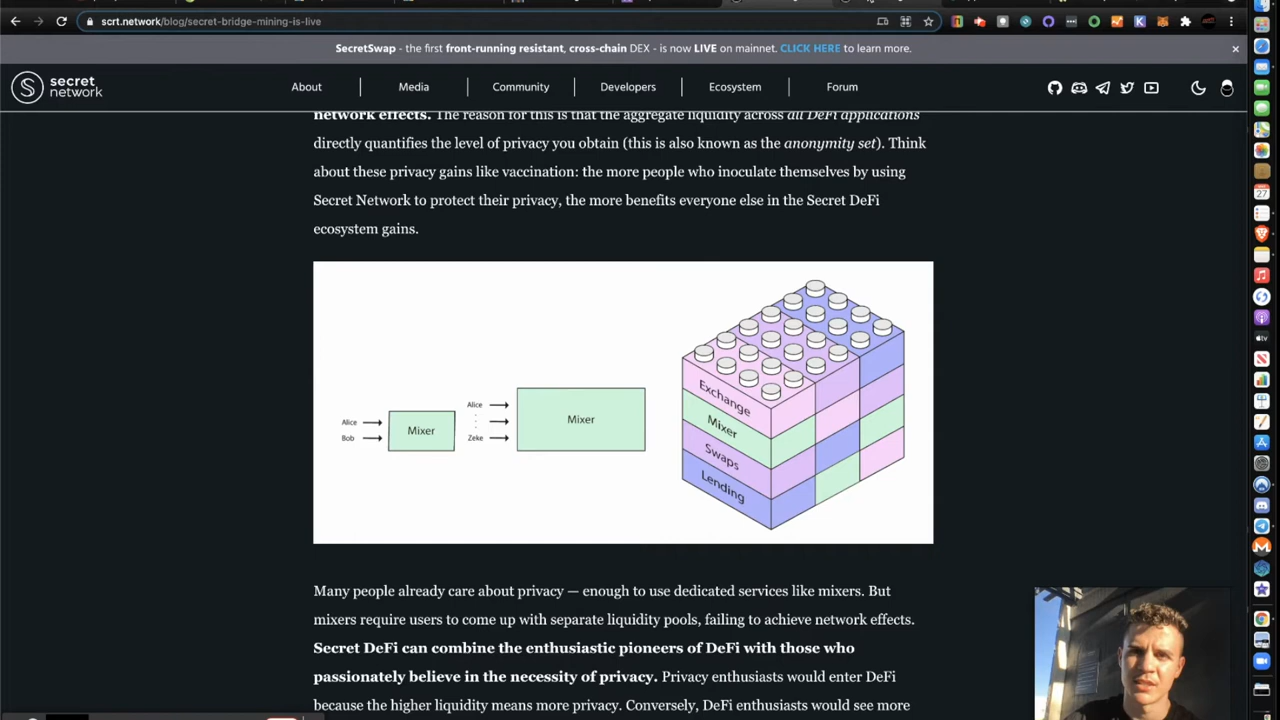 scrt.network/blog/secret-bridge-mining-is-live
SecretSwap - the first front-running resistant, cross-chain DEX - is now LIVE on mainnet. CLICK HERE to learn more.
secret network
About
Media
Community
Developers
Ecosystem
Forum
network effects. The reason for this is that the aggregate liquidity across all DeFi applications
directly quantifies the level of privacy you obtain (this is also known as the anonymity set). Think
about these privacy gains like vaccination: the more people who inoculate themselves by using
Secret Network to protect their privacy, the more benefits everyone else in the Secret DeFi
ecosystem gains.
Alice
Bob
Mixer
Alice
Zeke
Mixer
Exchange
Mixer
Swaps
Lending
Many people already care about privacy — enough to use dedicated services like mixers. But
mixers require users to come up with separate liquidity pools, failing to achieve network effects.
Secret DeFi can combine the enthusiastic pioneers of DeFi with those who
passionately believe in the necessity of privacy. Privacy enthusiasts would enter DeFi
because the higher liquidity means more privacy. Conversely, DeFi enthusiasts would see more
27
tv